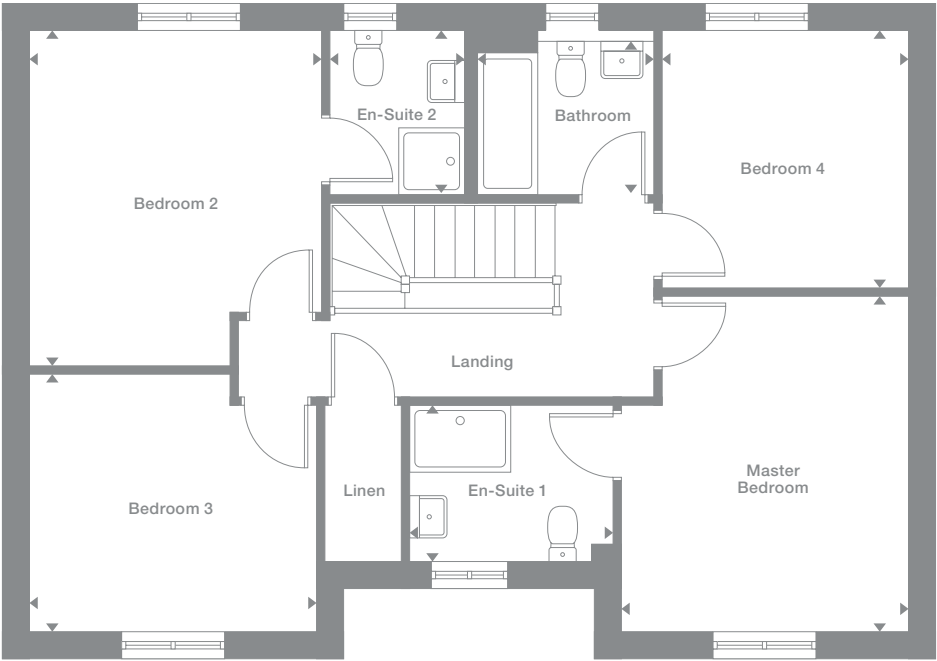 En-Suite 2
Bathroom
Bedroom 4
Bedroom 2
Landing
Master
Bedroom
Linen
En-Suite 1
Bedroom 3